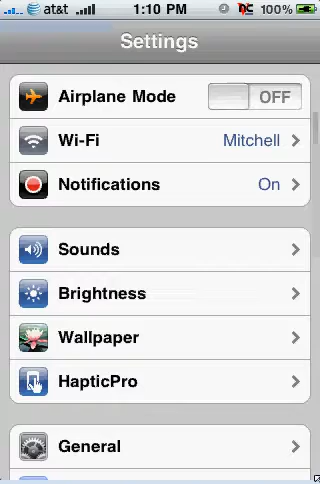 at&t 1:10 PM 100%
Settings
Airplane Mode OFF
Wi-Fi Mitchell
Notifications On
Sounds
Brightness
Wallpaper
HapticPro
General